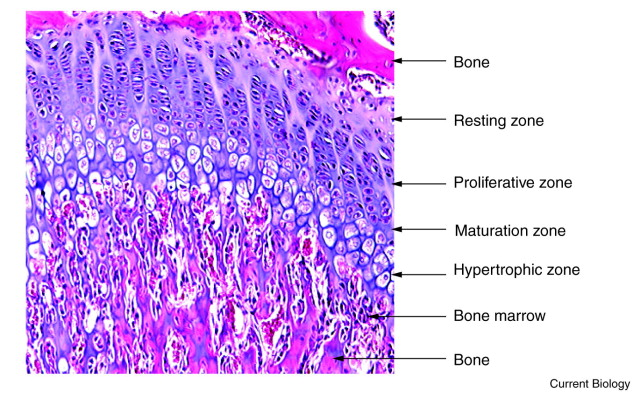 Bone
Resting zone
Proliferative zone
Maturation zone
Hypertrophic zone
Bone marrow
Bone
Current Biology